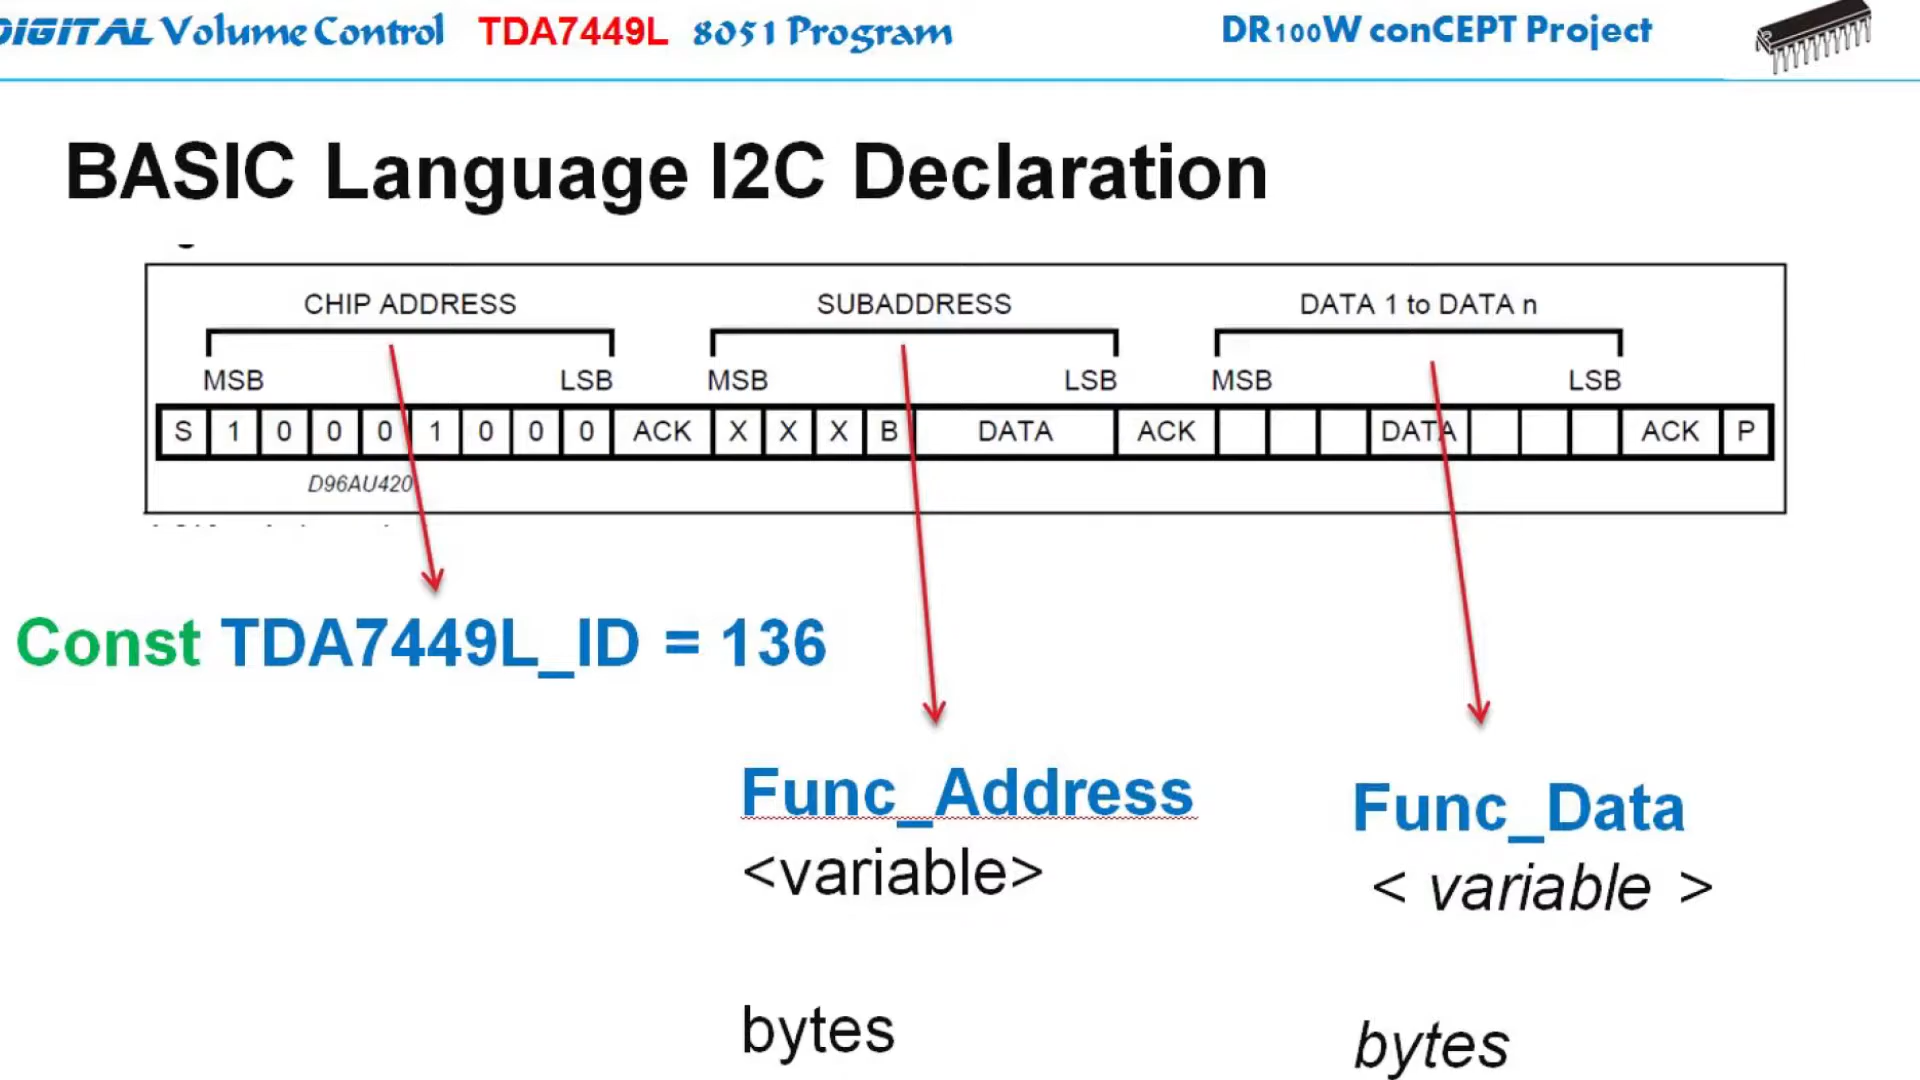 DIGITAL Volume Control TDA7449L 8051 Program DR100W conCEPT Project
BASIC Language I2C Declaration
CHIP ADDRESS SUBADDRESS DATA 1 to DATA n
MSB LSB MSB LSB MSB LSB
S 1 0 0 0 1 0 0 0 ACK X X X B DATA ACK DATA ACK P
D96AU420
Const TDA7449L_ID = 136
Func_Address Func_Data
<variable> < variable >
bytes bytes